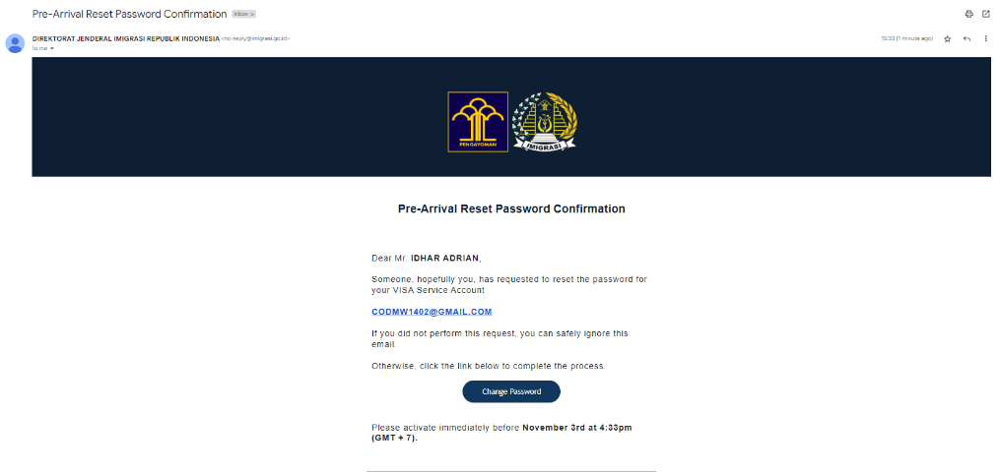 Pre-Arrival Reset Password Confirmation Inbox x
DIREKTORAT JENDERAL IMIGRASI REPUBLIK INDONESIA <no-reply@imigrasi.go.id>
15:33 (1 minute ago)
to me
PENGAYOMAN
IMIGRASI
Pre-Arrival Reset Password Confirmation
Dear Mr. IDHAR ADRIAN,
Someone, hopefully you, has requested to reset the password for
your VISA Service Account
CODMW1402@GMAIL.COM
If you did not perform this request, you can safely ignore this
email.
Otherwise, click the link below to complete the process.
Change Password
Please activate immediately before November 3rd at 4:33pm
(GMT + 7).